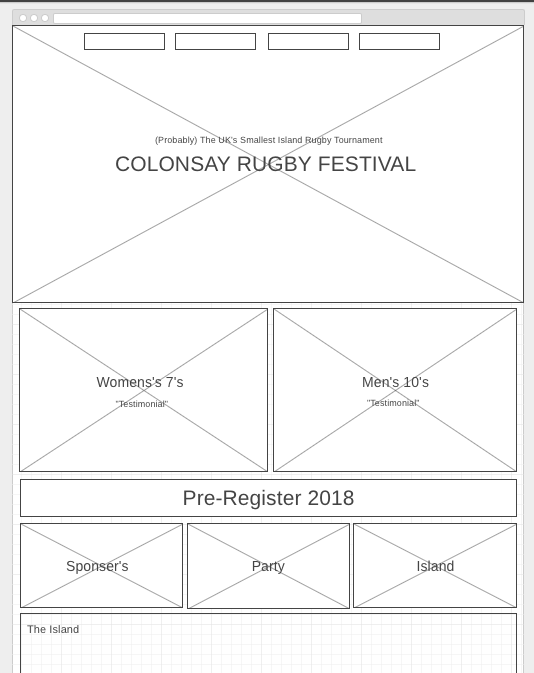 (Probably) The UK's Smallest Island Rugby Tournament
COLONSAY RUGBY FESTIVAL
Womens's 7's
"Testimonial"
Men's 10's
"Testimonial"
Pre-Register 2018
Sponser's
Party
Island
The Island